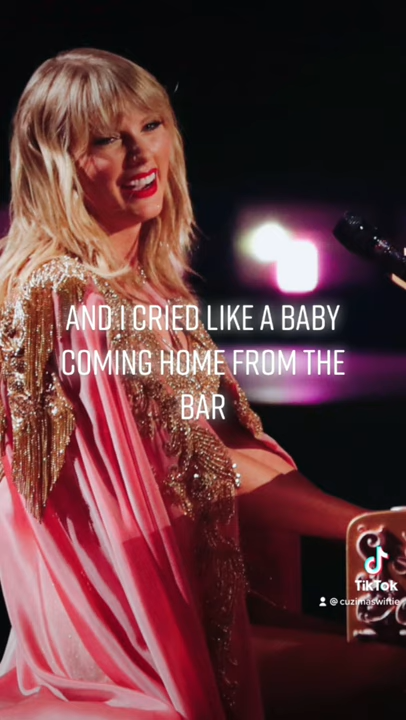 AND I CRIED LIKE A BABY
COMING HOME FROM THE
BAR
TikTok
@ cuzimaswiftie